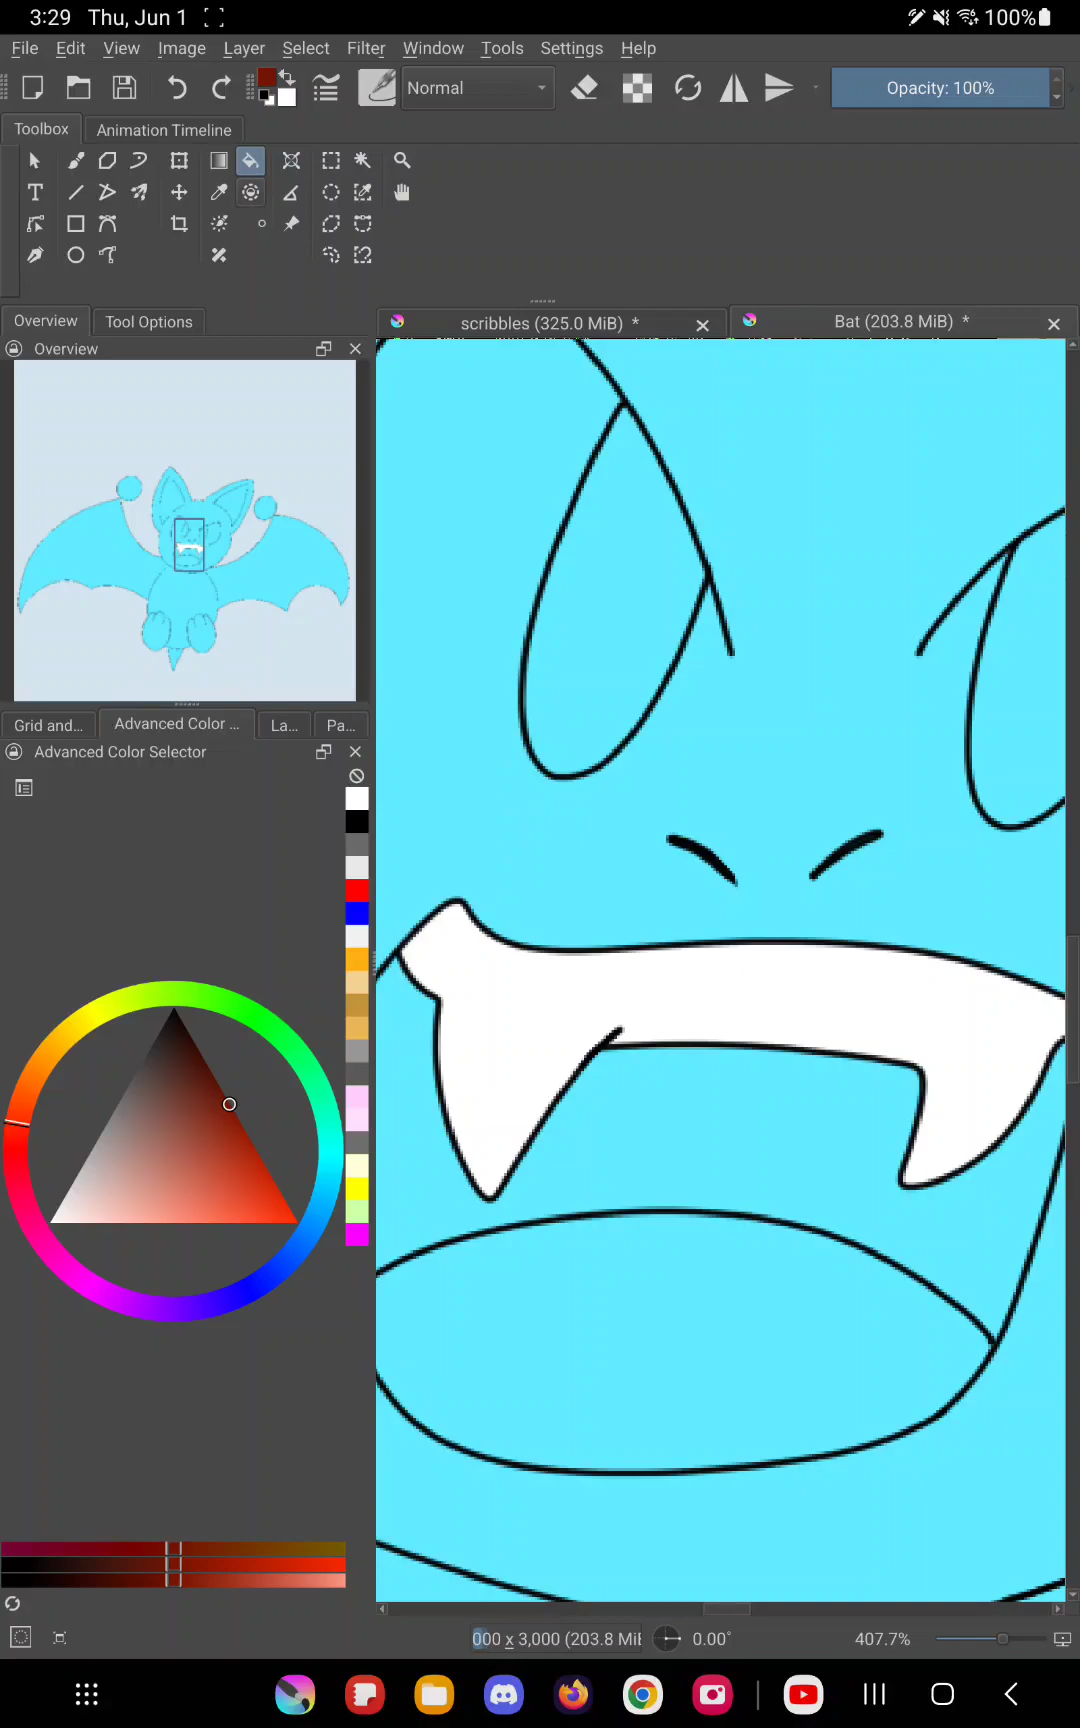 3:29 Thu, Jun 1 100%
File Edit View Image Layer Select Filter Window Tools Settings Help
Normal Opacity: 100%
Toolbox Animation Timeline
Overview Tool Options scribbles (325.0 MiB) * Bat (203.8 MiB) *
Overview
Grid and... Advanced Color ... La... Pa...
Advanced Color Selector
000 x 3,000 (203.8 MiE 0.00° 407.7%